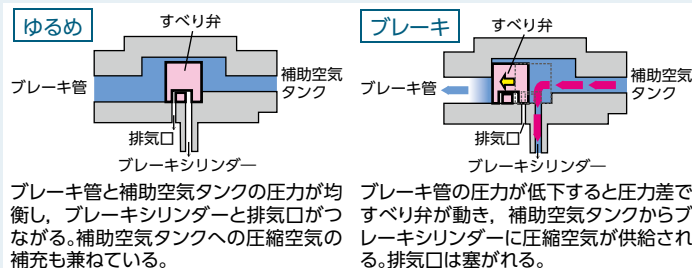 ゆるめ
すべり弁
ブレーキ管
補助空気
タンク
排気口
ブレーキシリンダー
ブレーキ管と補助空気タンクの圧力が均
衡し，ブレーキシリンダーと排気口がつ
ながる。補助空気タンクへの圧縮空気の
補充も兼ねている。
ブレーキ
すべり弁
ブレーキ管
補助空気
タンク
排気口
ブレーキシリンダー
ブレーキ管の圧力が低下すると圧力差で
すべり弁が動き，補助空気タンクからブ
レーキシリンダーに圧縮空気が供給され
る。排気口は塞がれる。